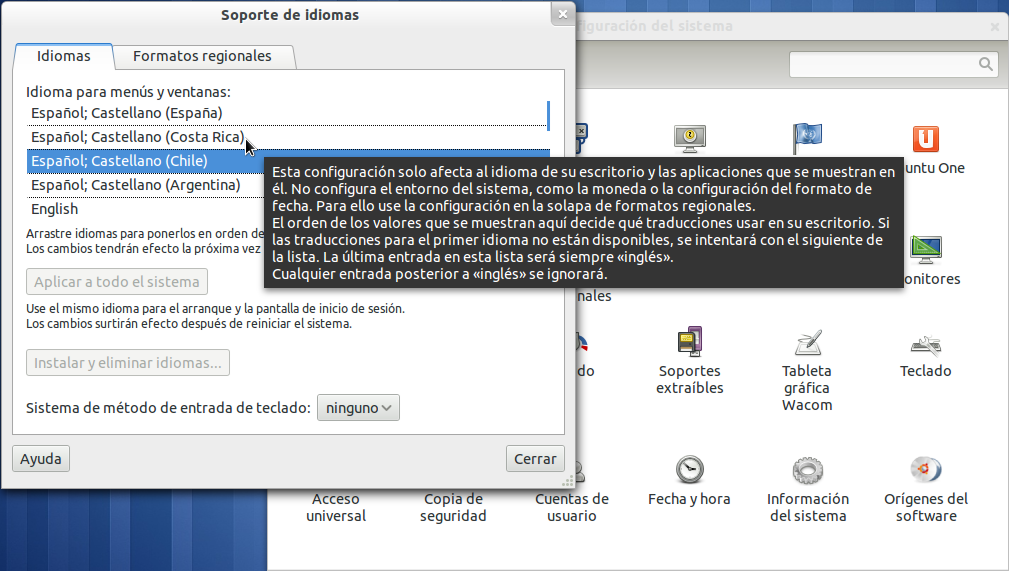 Soporte de idiomas
figuración del sistema
Idiomas
Formatos regionales
Idioma para menús y ventanas:
Español; Castellano (España)
Español; Castellano (Costa Rica)
Español; Castellano (Chile)
Español; Castellano (Argentina)
English
Arrastre idiomas para ponerlos en orden de
Los cambios tendrán efecto la próxima vez
Aplicar a todo el sistema
Use el mismo idioma para el arranque y la pantalla de inicio de sesión.
Los cambios surtirán efecto después de reiniciar el sistema.
Instalar y eliminar idiomas...
Sistema de método de entrada de teclado:
ninguno
Ayuda
Cerrar
Esta configuración solo afecta al idioma de su escritorio y las aplicaciones que se muestran en
él. No configura el entorno del sistema, como la moneda o la configuración del formato de
fecha. Para ello use la configuración en la solapa de formatos regionales.
El orden de los valores que se muestran aquí decide qué traducciones usar en su escritorio. Si
las traducciones para el primer idioma no están disponibles, se intentará con el siguiente de
la lista. La última entrada en esta lista será siempre «inglés».
Cualquier entrada posterior a «inglés» se ignorará.
untu One
onitores
nales
do
Soportes
extraíbles
Tableta
gráfica
Wacom
Teclado
Acceso
universal
Copia de
seguridad
Cuentas de
usuario
Fecha y hora
Información
del sistema
Orígenes del
software